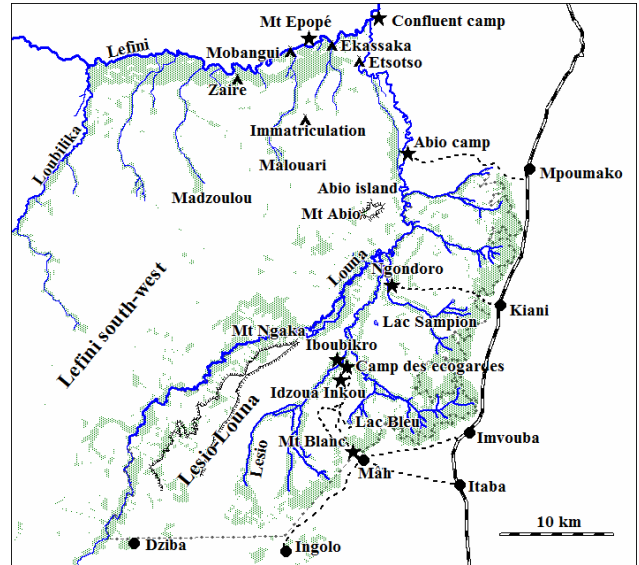 Mt Epopé
Confluent camp
Lefini
Mobangui
Ekassaka
Etsotso
Zaire
Immatriculation
Loubilika
Malouari
Abio camp
Mpoumako
Madzoulou
Abio island
Mt Abio
Louna
Ngondoro
Lefini south-west
Kiani
Lac Sampion
Mt Ngaka
Iboubikro
Camp des ecogardes
Idzoua Inkou
Lesio-Louna
Lac Bleu
Imvouba
Mt Blanc
Lesio
Mâh
Itaba
10 km
Dziba
Ingolo